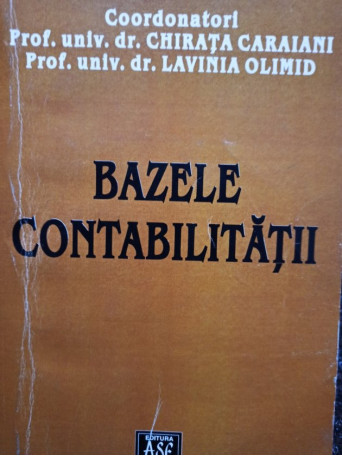 Coordonatori
Prof. univ. dr. CHIRAȚA CARAIANI
Prof. univ. dr. LAVINIA OLIMID
BAZELE
CONTABILITĂȚII
EDITURA
ASE